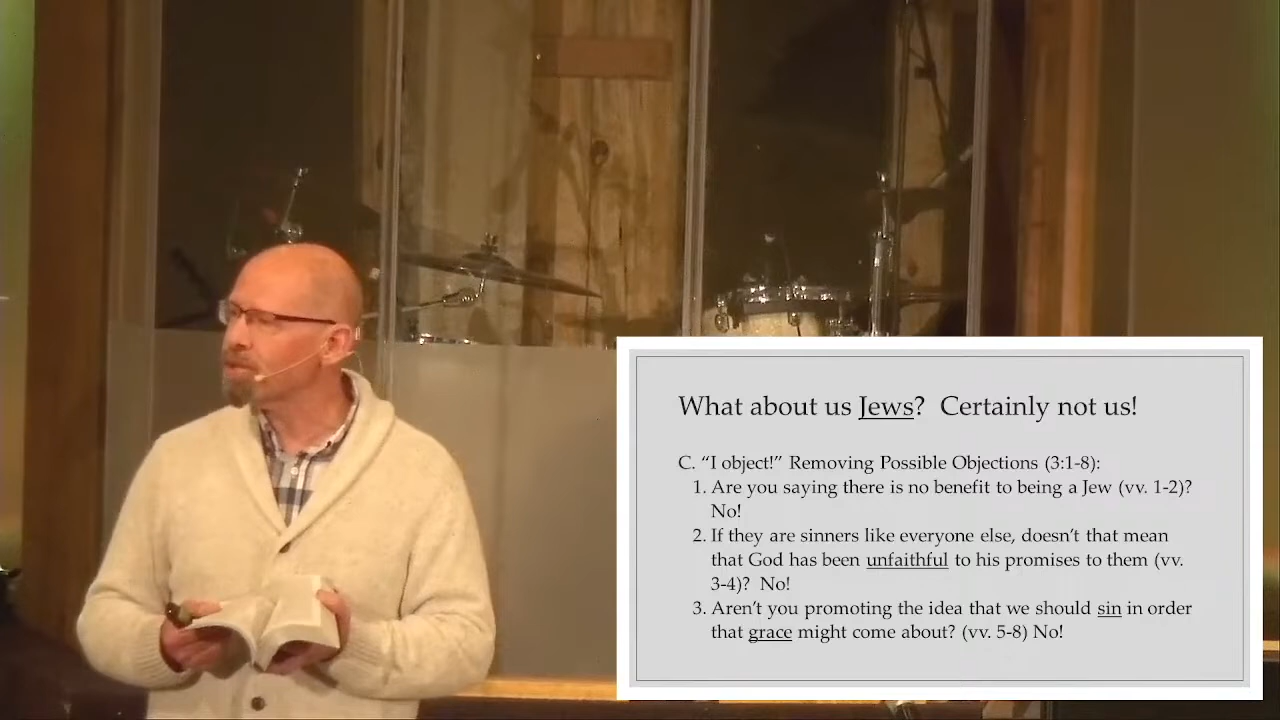 What about us Jews?  Certainly not us!
C. “I object!” Removing Possible Objections (3:1-8):
1. Are you saying there is no benefit to being a Jew (vv. 1-2)?
No!
2. If they are sinners like everyone else, doesn’t that mean
that God has been unfaithful to his promises to them (vv.
3-4)?  No!
3. Aren’t you promoting the idea that we should sin in order
that grace might come about? (vv. 5-8) No!